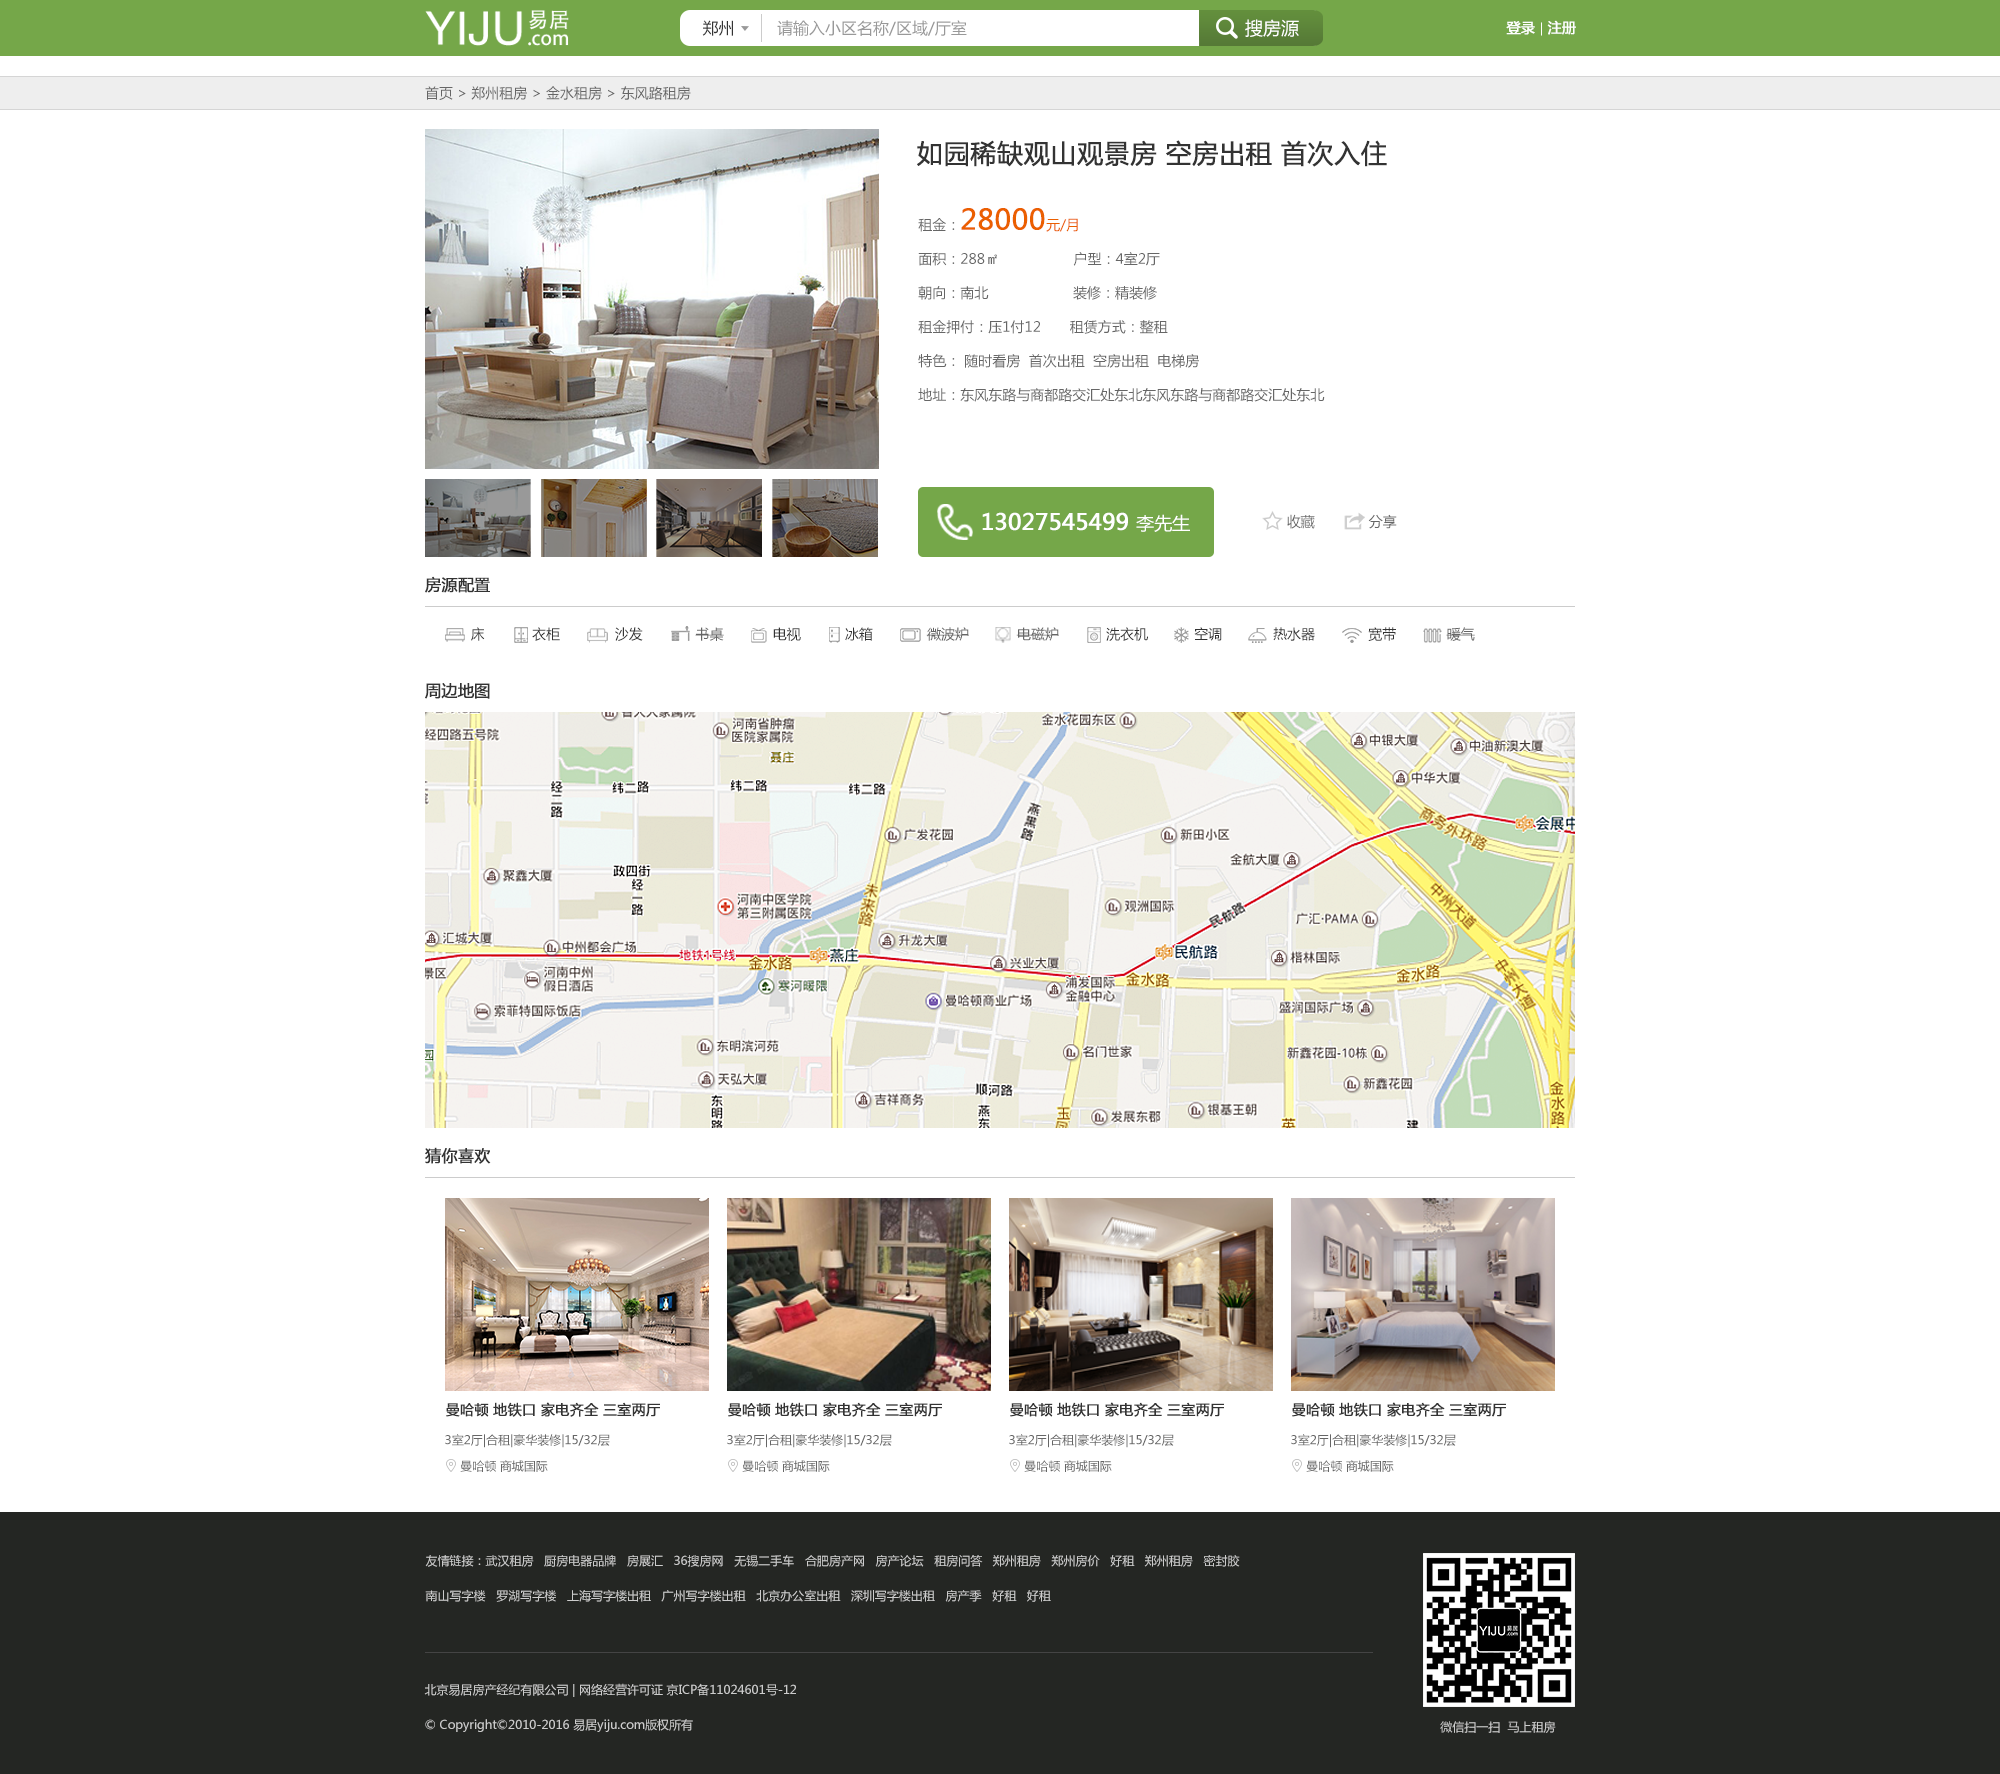 YIJU易居.com
郑州
请输入小区名称/区域/厅室
搜房源
登录 | 注册
首页 > 郑州租房 > 金水租房 > 东风路租房
如园稀缺观山观景房 空房出租 首次入住
租金：28000元/月
面积：288㎡ 户型：4室2厅
朝向：南北 装修：精装修
租金押付：压1付12 租赁方式：整租
特色： 随时看房 首次出租 空房出租 电梯房
地址：东风东路与商都路交汇处东北东风东路与商都路交汇处东北
13027545499 李先生
收藏 分享
房源配置
床 衣柜 沙发 书桌 电视 冰箱 微波炉 电磁炉 洗衣机 空调 热水器 宽带 暖气
周边地图
经四路五号院
河南省肿瘤
医院家属院
聂庄
金水花园东区
中银大厦
中油新澳大厦
中华大厦
经二路
纬二路
纬二路
纬二路
燕黑路
商务外环路
会展中
广发花园
新田小区
金航大厦
聚鑫大厦
政四街
经一路
未来路
中州大道
河南中医学院
第三附属医院
观洲国际
民航路
广汇·PAMA
汇城大厦
中州都会广场
地铁1号线
金水路
燕庄
升龙大厦
兴业大厦
民航路
楷林国际
景区
河南中州
假日酒店
寒河暖隈
浦发国际
金融中心
金水路
金水路
中州大道
索菲特国际饭店
曼哈顿商业广场
盛润国际广场
园
东明滨河苑
名门世家
新鑫花园-10栋
天弘大厦
顺河路
新鑫花园
金水路
东明路
吉祥商务
燕东
玉
发展东郡
银基王朝
英
建
猜你喜欢
曼哈顿 地铁口 家电齐全 三室两厅
3室2厅|合租|豪华装修|15/32层
曼哈顿 商城国际
曼哈顿 地铁口 家电齐全 三室两厅
3室2厅|合租|豪华装修|15/32层
曼哈顿 商城国际
曼哈顿 地铁口 家电齐全 三室两厅
3室2厅|合租|豪华装修|15/32层
曼哈顿 商城国际
曼哈顿 地铁口 家电齐全 三室两厅
3室2厅|合租|豪华装修|15/32层
曼哈顿 商城国际
友情链接：武汉租房 厨房电器品牌 房展汇 36搜房网 无锡二手车 合肥房产网 房产论坛 租房问答 郑州租房 郑州房价 好租 郑州租房 密封胶
南山写字楼 罗湖写字楼 上海写字楼出租 广州写字楼出租 北京办公室出租 深圳写字楼出租 房产季 好租 好租
北京易居房产经纪有限公司 | 网络经营许可证 京ICP备11024601号-12
© Copyright©2010-2016 易居yiju.com版权所有
YIJU易居.com
微信扫一扫 马上租房